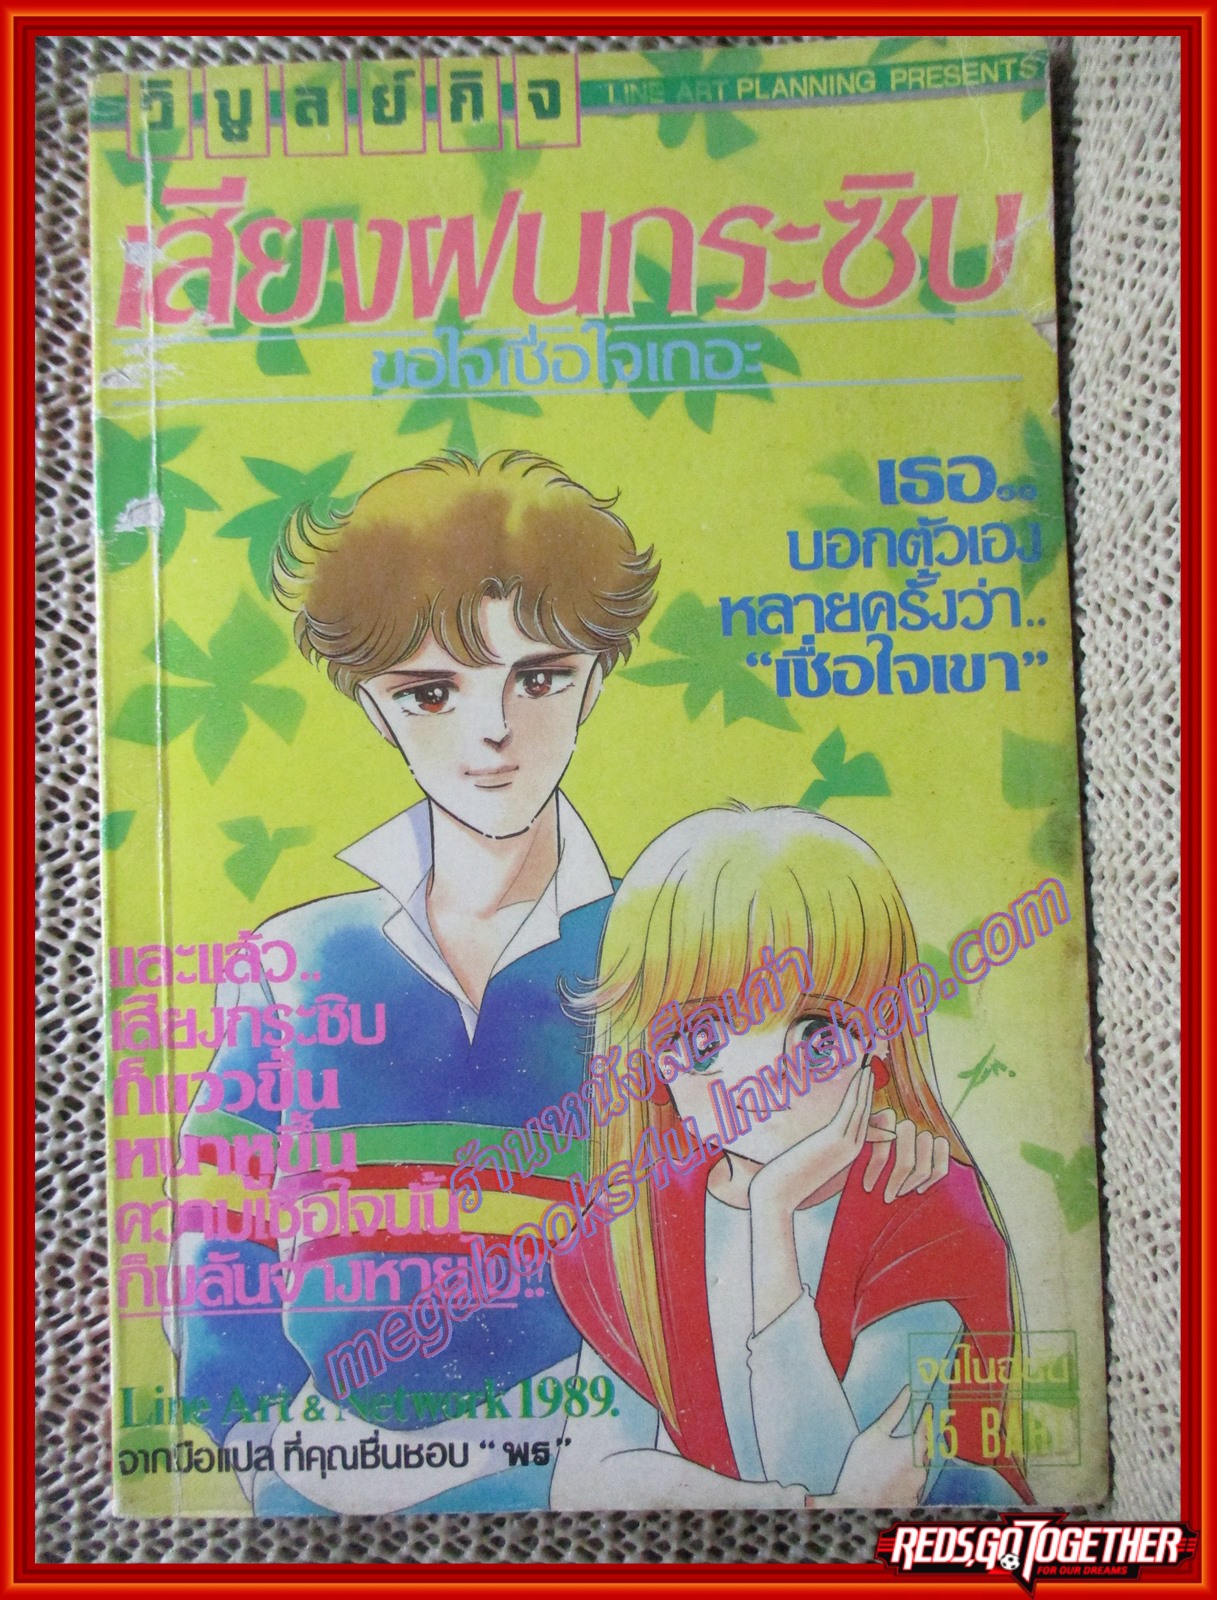 วิบูลย์กิจ
LINE ART PLANNING PRESENTS
เสียงฝนกระซิบ
ขอใจเชื่อใจเถอะ
เธอ...
บอกตัวเอง
หลายครั้งว่า..
“เชื่อใจเขา”
และแล้ว..
เสียงกระซิบ
ก็แววขึ้น
หนาหูขึ้น
ความเชื่อใจนั้น
ก็พลันจางหายไป!!
ร้านหนังสือเก่า
megabooks4u.lnwshop.com
Line Art & Network 1989.
จากมือแปล ที่คุณชื่นชอบ “พร”
จบในฉบับ
15 BAHT
REDS,GO TOGETHER
FOR OUR DREAMS